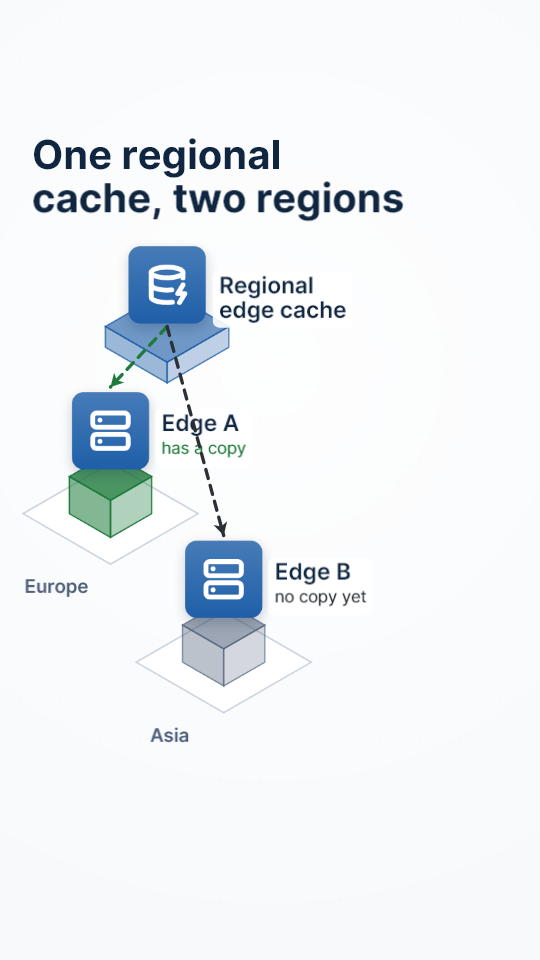 One regional
cache, two regions
Regional
edge cache
Edge A
has a copy
Europe
Edge B
no copy yet
Asia